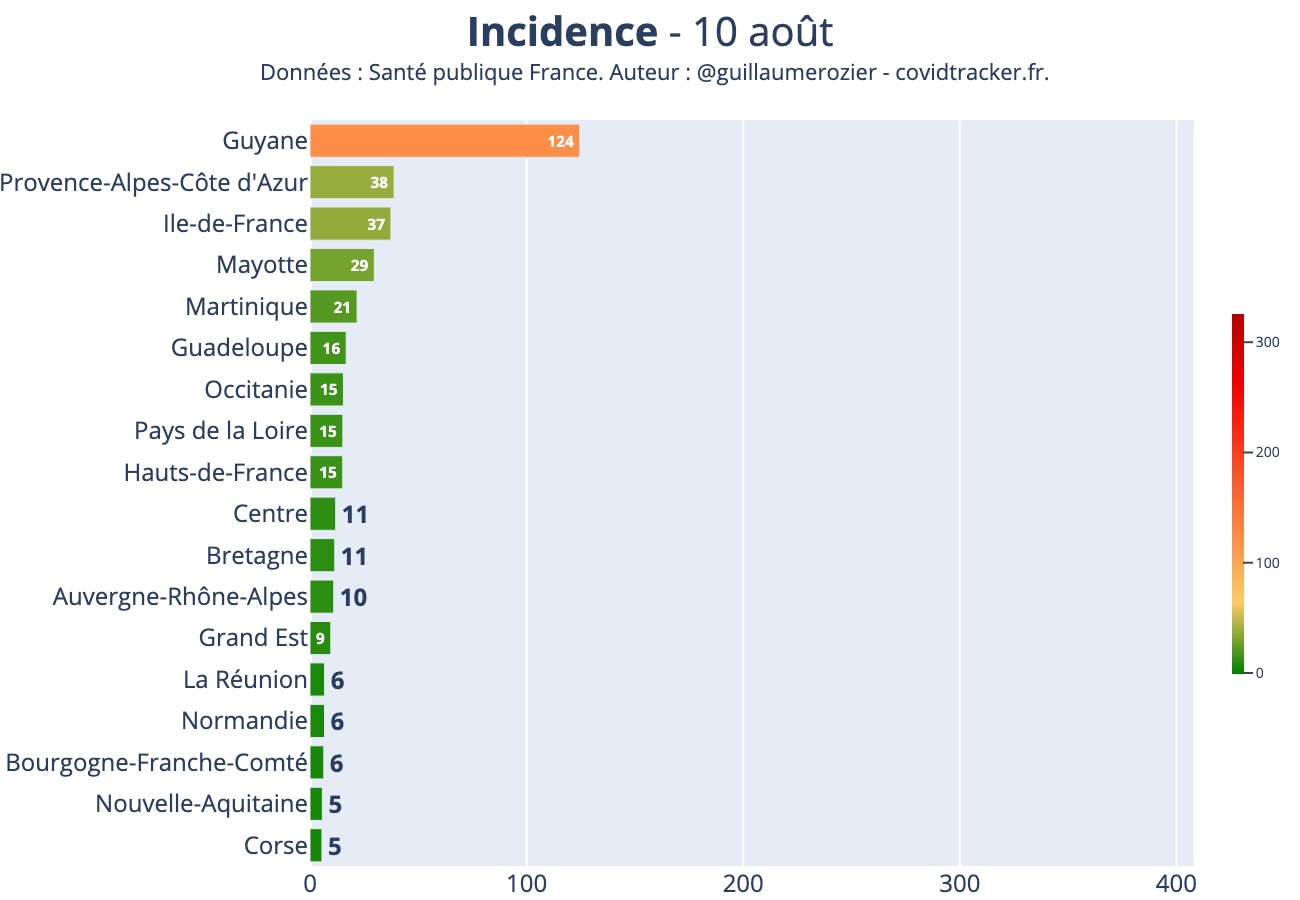 Incidence - 10 août
Données : Santé publique France. Auteur : @guillaumerozier - covidtracker.fr.
Guyane 124
Provence-Alpes-Côte d'Azur 38
Ile-de-France 37
Mayotte 29
Martinique 21
Guadeloupe 16
Occitanie 15
Pays de la Loire 15
Hauts-de-France 15
Centre 11
Bretagne 11
Auvergne-Rhône-Alpes 10
Grand Est 9
La Réunion 6
Normandie 6
Bourgogne-Franche-Comté 6
Nouvelle-Aquitaine 5
Corse 5
0 100 200 300 400
300
200
100
0